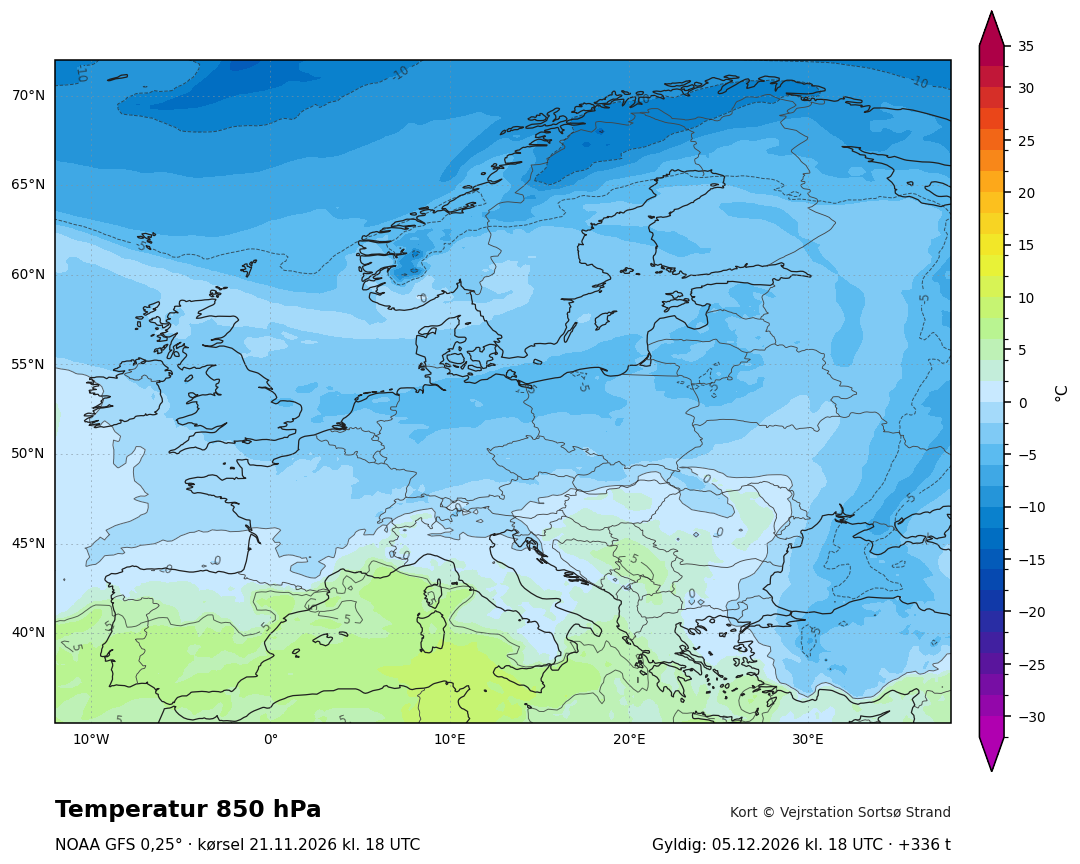 70°N
65°N
60°N
55°N
50°N
45°N
40°N
10°W
0°
10°E
20°E
30°E
35
30
25
20
15
10
5
0
−5
−10
−15
−20
−25
−30
°C
Temperatur 850 hPa
Kort © Vejrstation Sortsø Strand
NOAA GFS 0,25° · kørsel 21.11.2026 kl. 18 UTC
Gyldig: 05.12.2026 kl. 18 UTC · +336 t